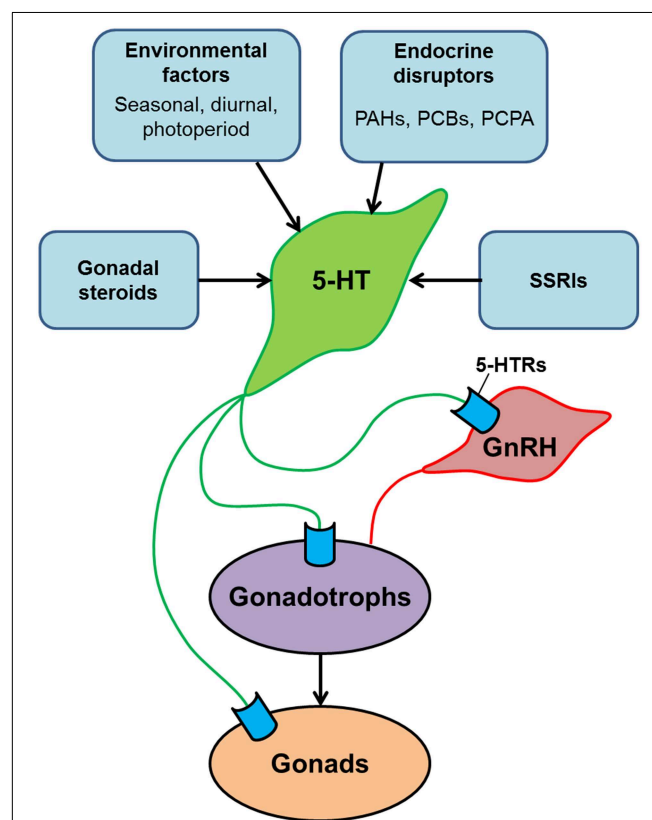 Environmental
factors
Seasonal, diurnal,
photoperiod
Endocrine
disruptors
PAHs, PCBs, PCPA
Gonadal
steroids
5-HT
SSRIs
5-HTRs
GnRH
Gonadotrophs
Gonads